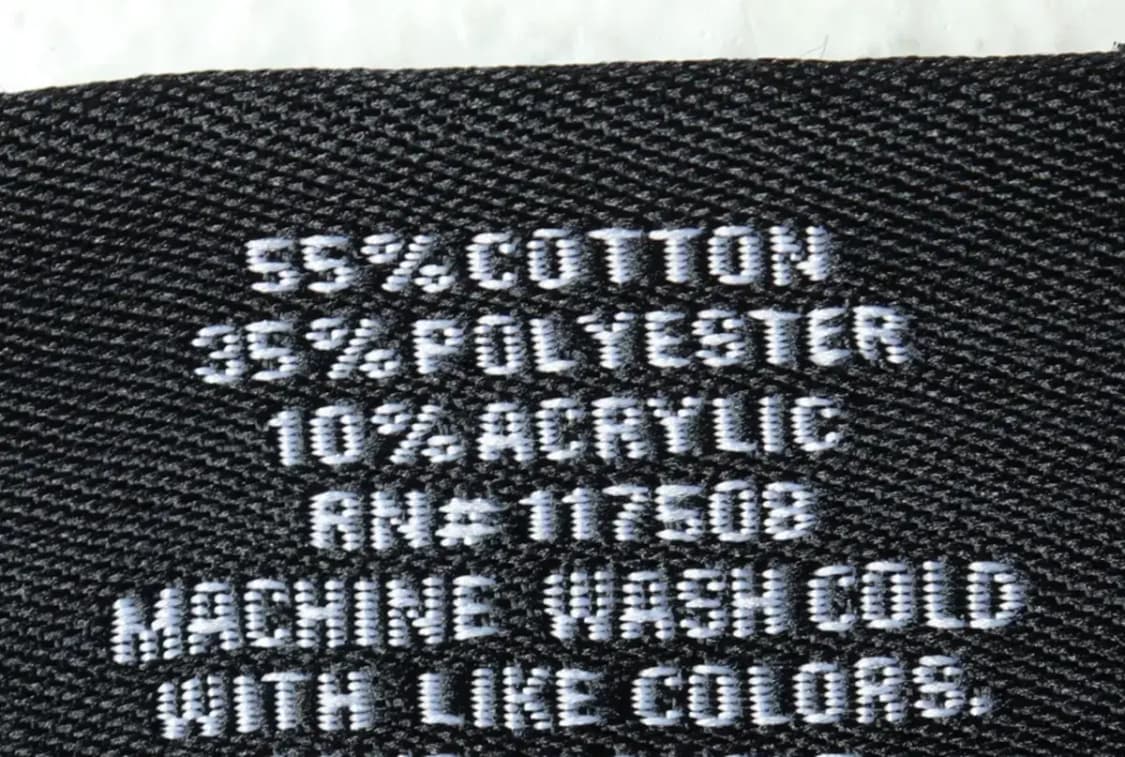 55% COTTON
35% POLYESTER
10% ACRYLIC
RN# 117508
MACHINE WASH COLD
WITH LIKE COLORS.